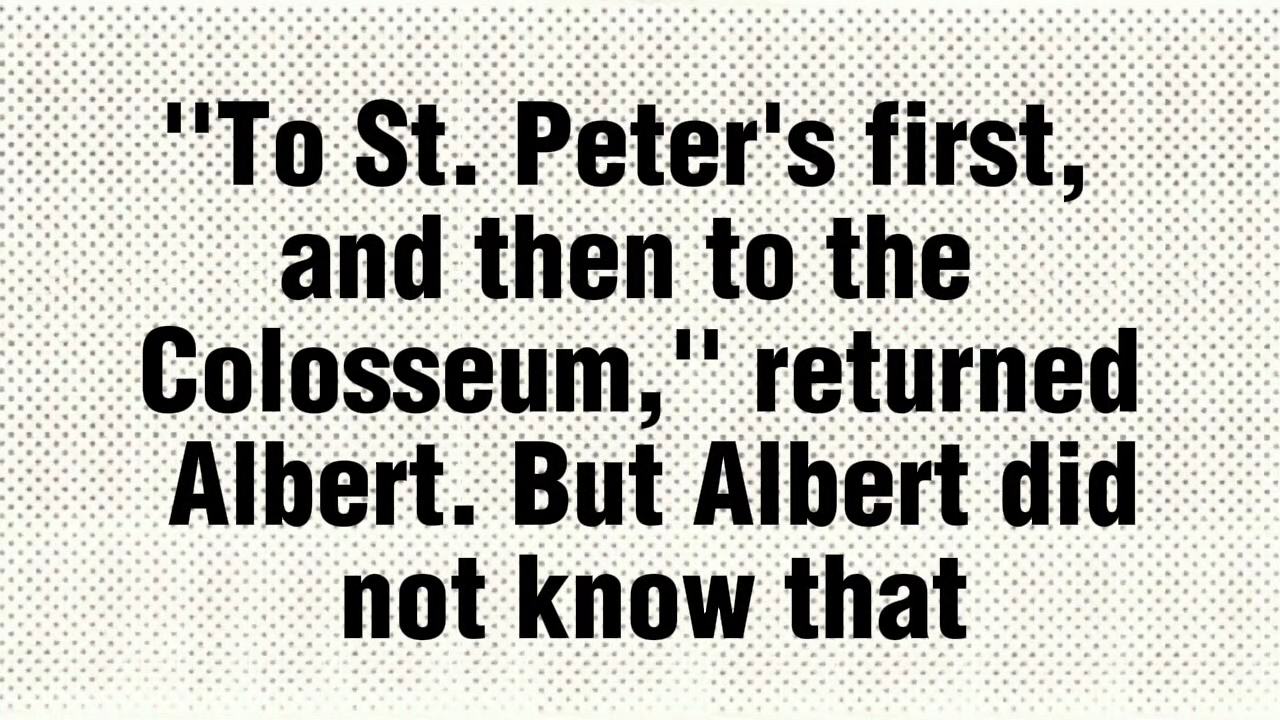 "To St. Peter's first,
and then to the
Colosseum," returned
Albert. But Albert did
not know that